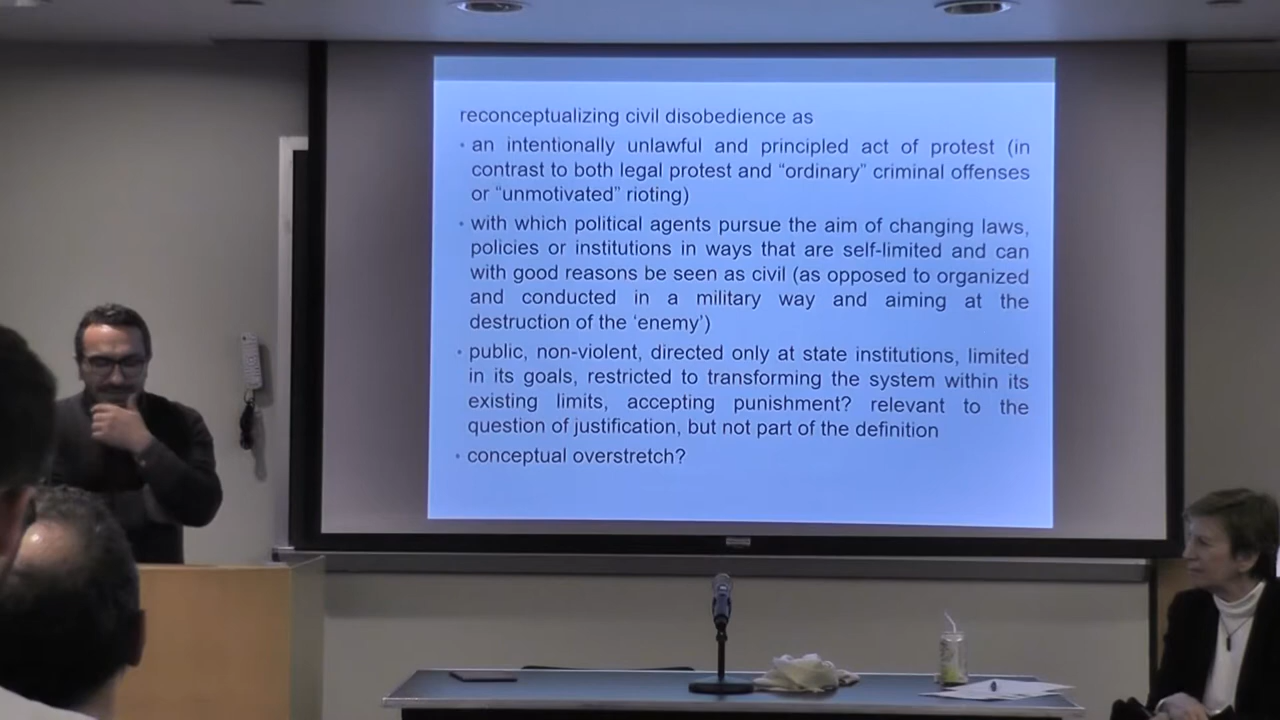 reconceptualizing civil disobedience as
• an intentionally unlawful and principled act of protest (in
contrast to both legal protest and “ordinary” criminal offenses
or “unmotivated” rioting)
• with which political agents pursue the aim of changing laws,
policies or institutions in ways that are self-limited and can
with good reasons be seen as civil (as opposed to organized
and conducted in a military way and aiming at the
destruction of the ‘enemy’)
• public, non-violent, directed only at state institutions, limited
in its goals, restricted to transforming the system within its
existing limits, accepting punishment? relevant to the
question of justification, but not part of the definition
• conceptual overstretch?